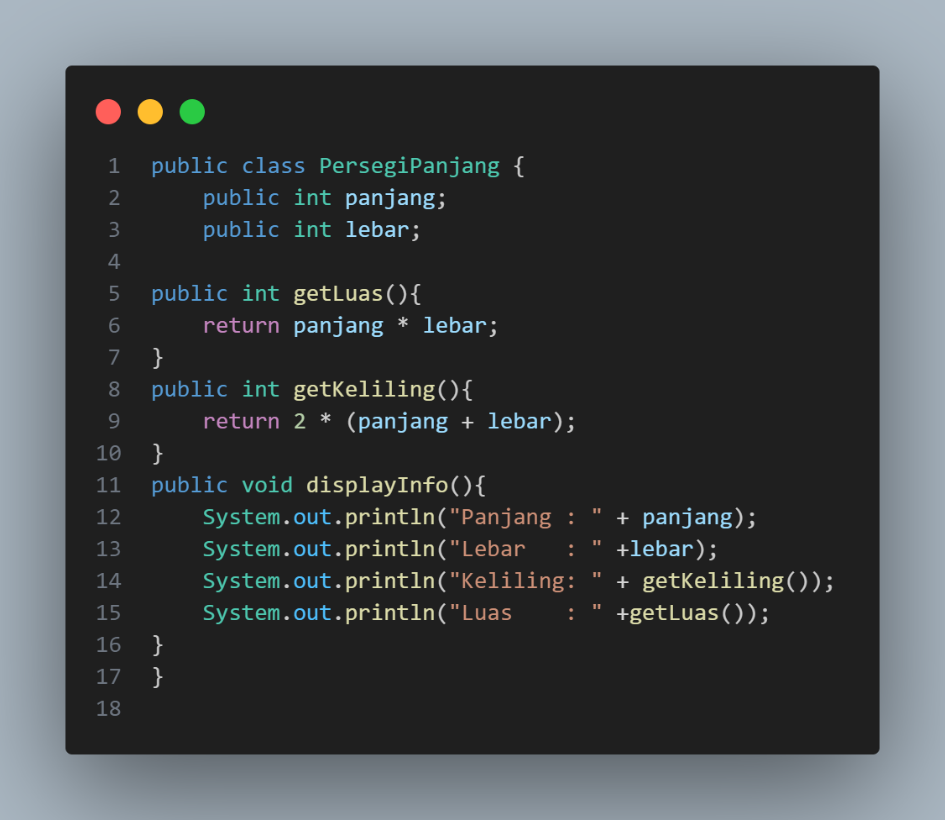 1 public class PersegiPanjang {
2     public int panjang;
3     public int lebar;
4
5 public int getLuas(){
6     return panjang * lebar;
7 }
8 public int getKeliling(){
9     return 2 * (panjang + lebar);
10 }
11 public void displayInfo(){
12     System.out.println("Panjang : " + panjang);
13     System.out.println("Lebar   : " +lebar);
14     System.out.println("Keliling: " + getKeliling());
15     System.out.println("Luas    : " +getLuas());
16 }
17 }
18